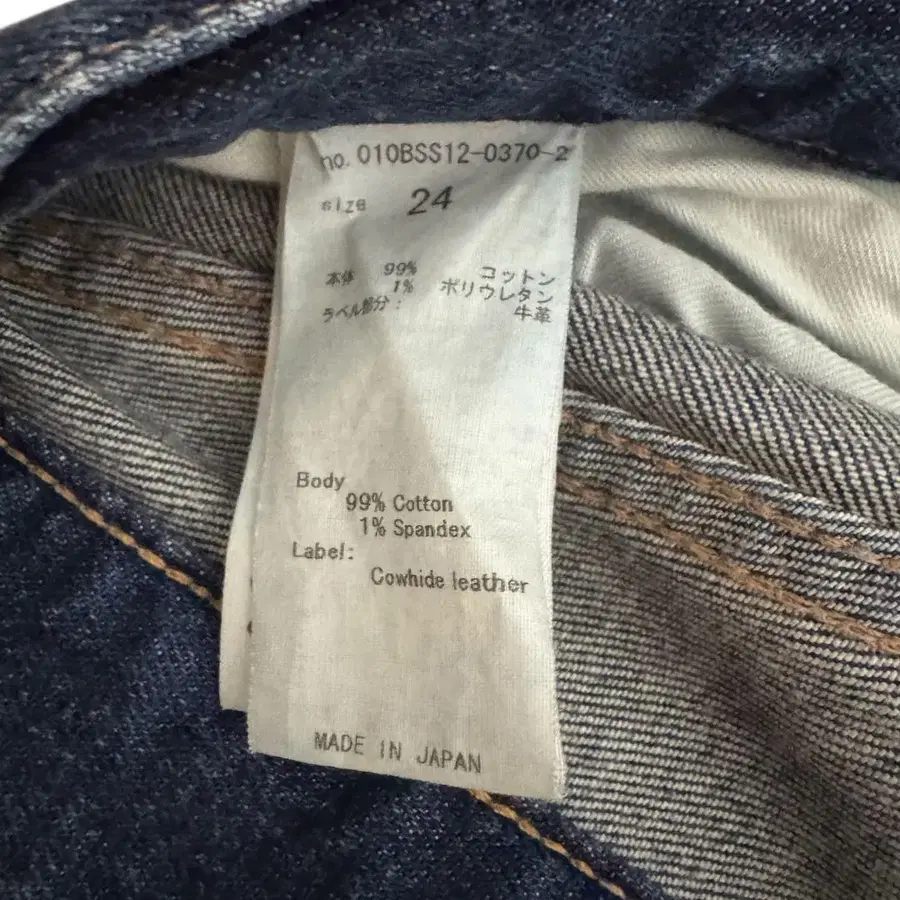 no. 010BSS12-0370-2
size 24
本体 99% コットン
1% ポリウレタン
ラベル部分: 牛革
Body
99% Cotton
1% Spandex
Label:
Cowhide leather
MADE IN JAPAN